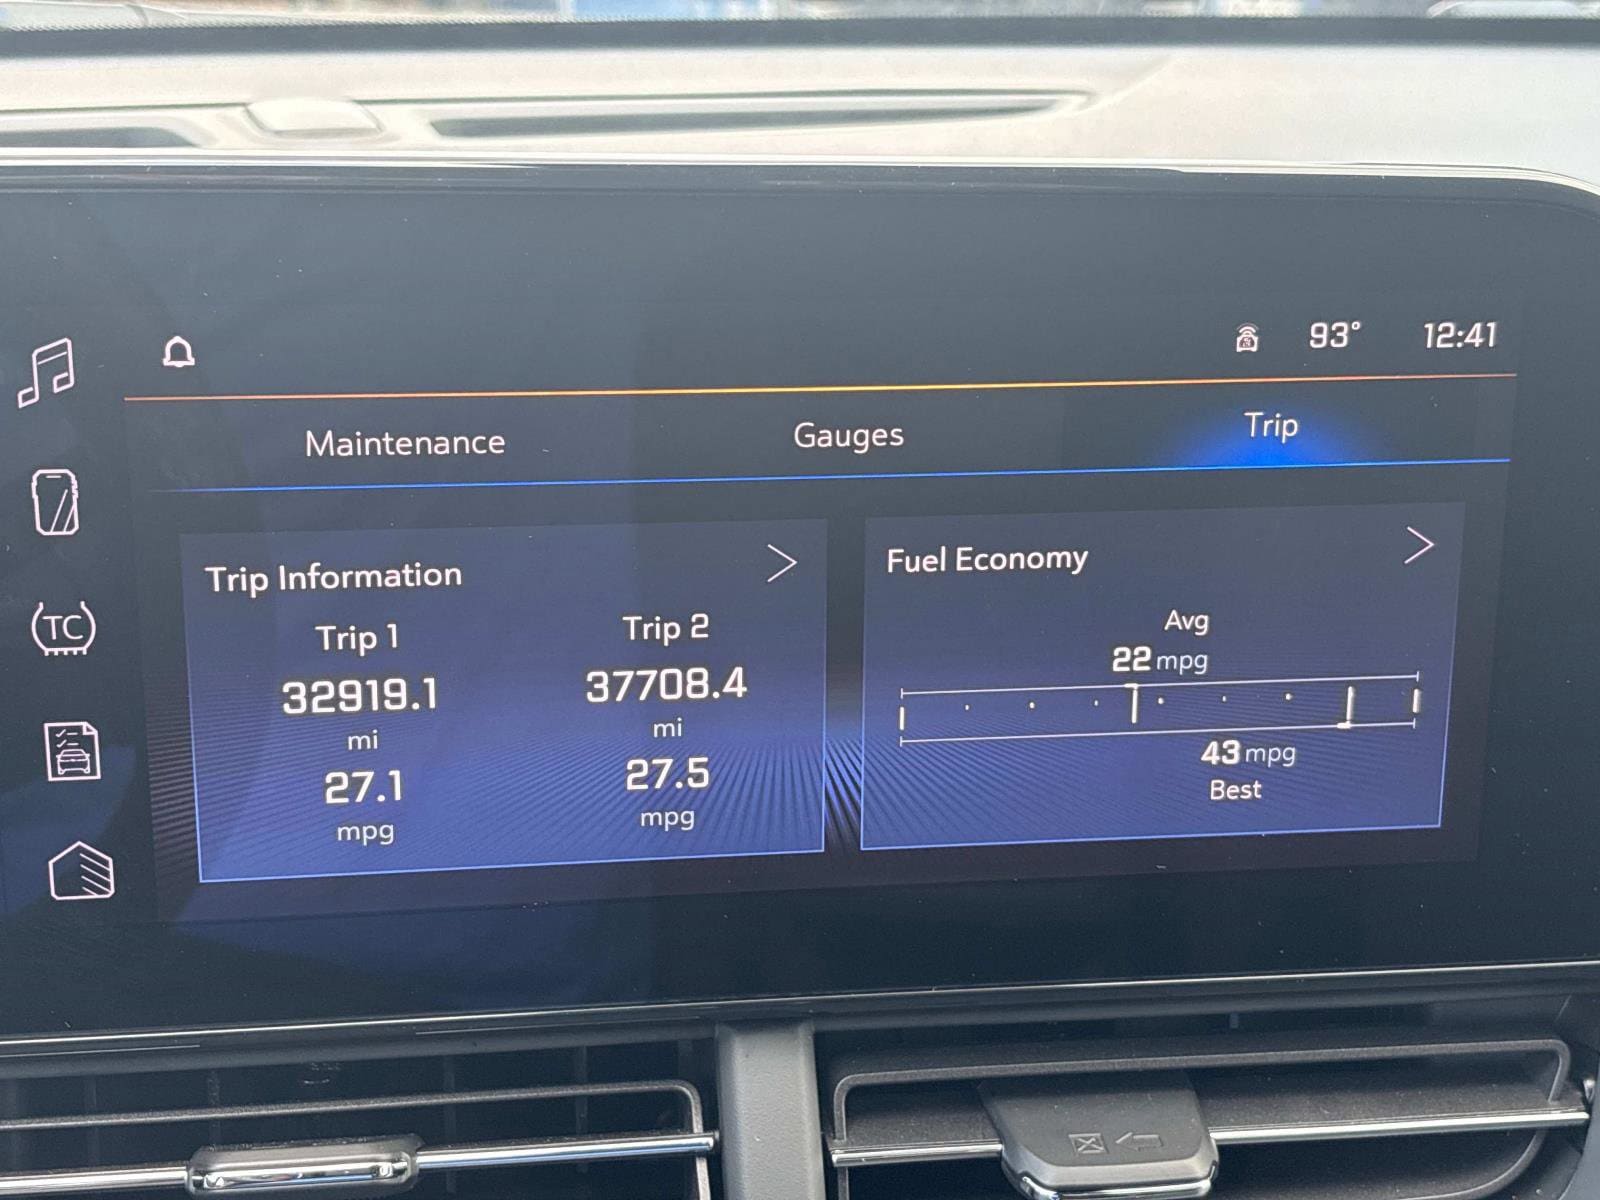 93° 12:41
Maintenance Gauges Trip
Trip Information
Trip 1 Trip 2
32919.1 37708.4
mi mi
27.1 27.5
mpg mpg
Fuel Economy
Avg
22 mpg
43 mpg
Best
TC